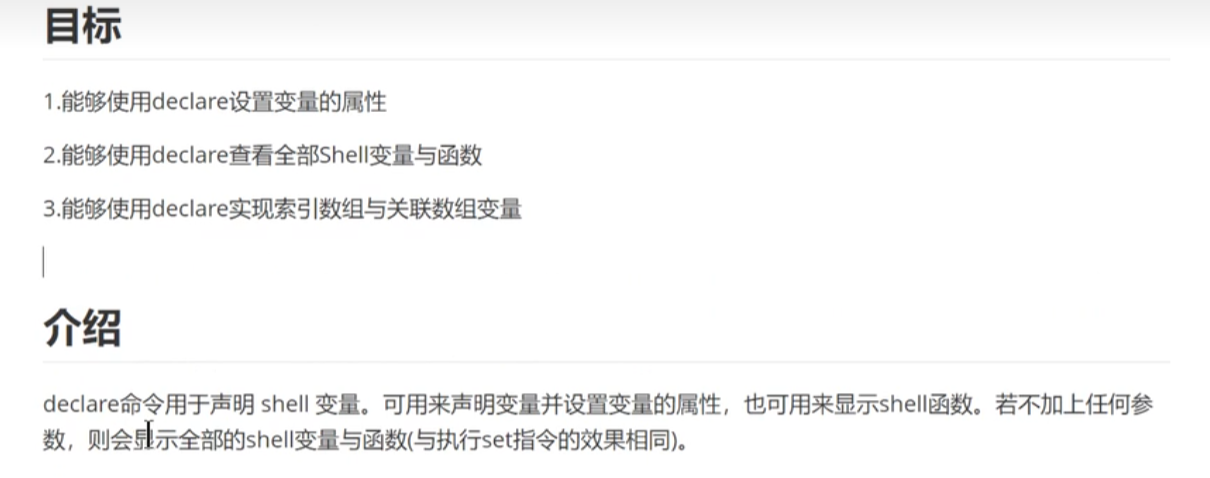 目标
1.能够使用declare设置变量的属性
2.能够使用declare查看全部Shell变量与函数
3.能够使用declare实现索引数组与关联数组变量
介绍
declare命令用于声明 shell 变量。可用来声明变量并设置变量的属性，也可用来显示shell函数。若不加上任何参
数，则会显示全部的shell变量与函数(与执行set指令的效果相同)。